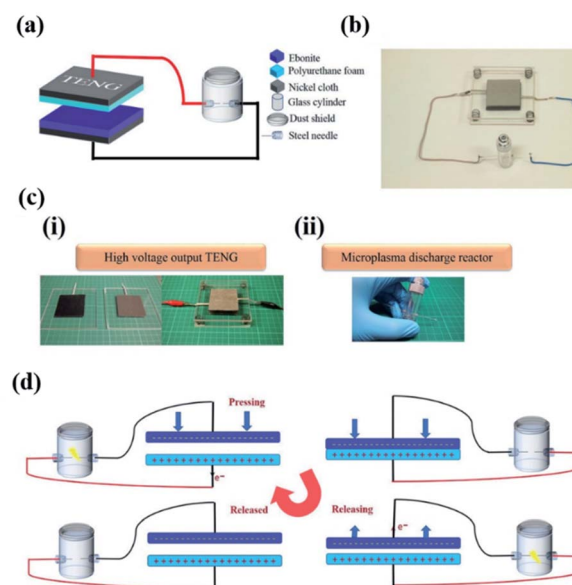 (a)
TENG
Ebonite
Polyurethane foam
Nickel cloth
Glass cylinder
Dust shield
Steel needle
(b)
(c)
(i)
High voltage output TENG
(ii)
Microplasma discharge reactor
(d)
Pressing
e⁻
Released
Releasing
e⁻